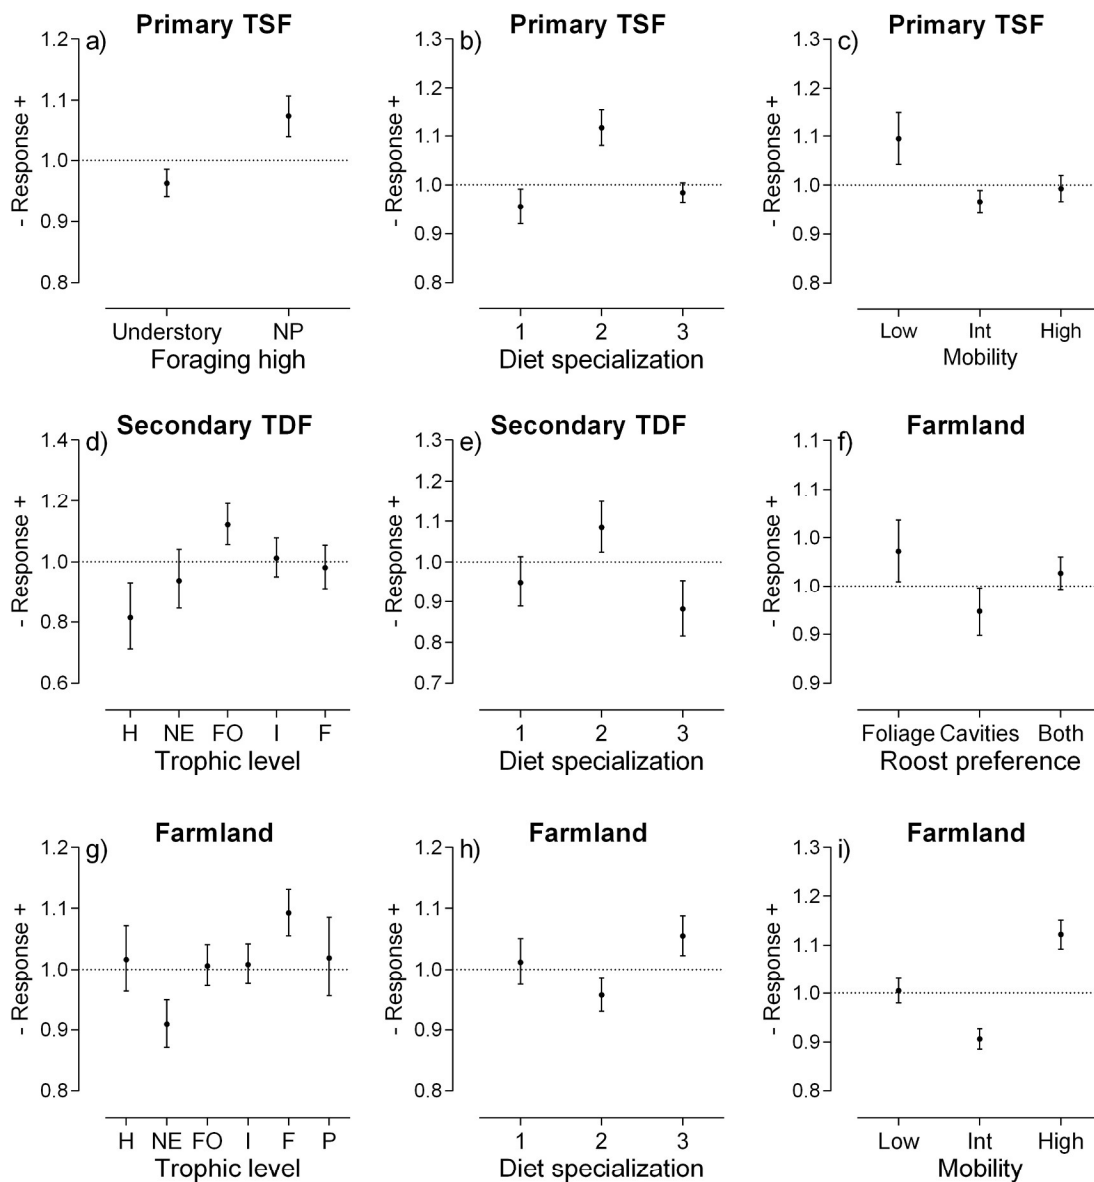 Primary TSF
a)
- Response +
1.2
1.1
1.0
0.9
0.8
Understory NP
Foraging high
Primary TSF
b)
- Response +
1.3
1.2
1.1
1.0
0.9
0.8
1 2 3
Diet specialization
Primary TSF
c)
- Response +
1.3
1.2
1.1
1.0
0.9
0.8
Low Int High
Mobility
Secondary TDF
d)
- Response +
1.4
1.2
1.0
0.8
0.6
H NE FO I F
Trophic level
Secondary TDF
e)
- Response +
1.3
1.2
1.1
1.0
0.9
0.8
0.7
1 2 3
Diet specialization
Farmland
f)
- Response +
1.1
1.1
1.0
1.0
0.9
0.9
Foliage Cavities Both
Roost preference
Farmland
g)
- Response +
1.2
1.1
1.0
0.9
0.8
H NE FO I F P
Trophic level
Farmland
h)
- Response +
1.2
1.1
1.0
0.9
0.8
1 2 3
Diet specialization
Farmland
i)
- Response +
1.3
1.2
1.1
1.0
0.9
0.8
Low Int High
Mobility